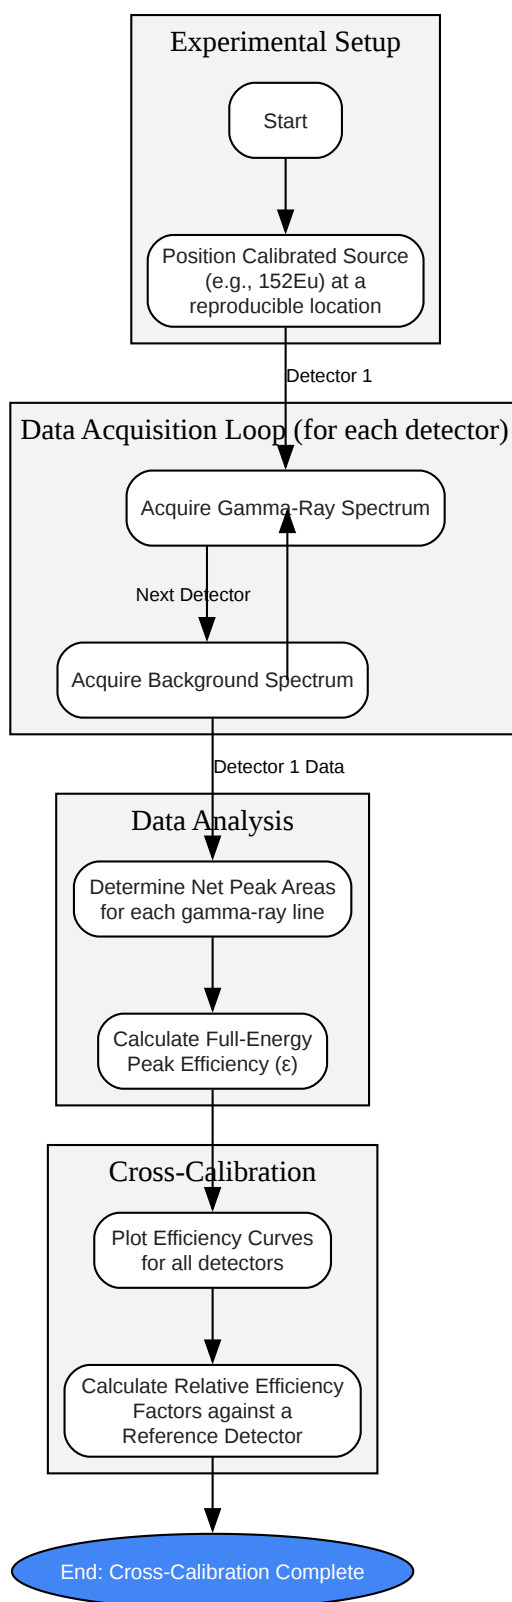 Experimental Setup
Start
Position Calibrated Source
(e.g., 152Eu) at a
reproducible location
Detector 1
Data Acquisition Loop (for each detector)
Acquire Gamma-Ray Spectrum
Next Detector
Acquire Background Spectrum
Detector 1 Data
Data Analysis
Determine Net Peak Areas
for each gamma-ray line
Calculate Full-Energy
Peak Efficiency (ε)
Cross-Calibration
Plot Efficiency Curves
for all detectors
Calculate Relative Efficiency
Factors against a
Reference Detector
End: Cross-Calibration Complete